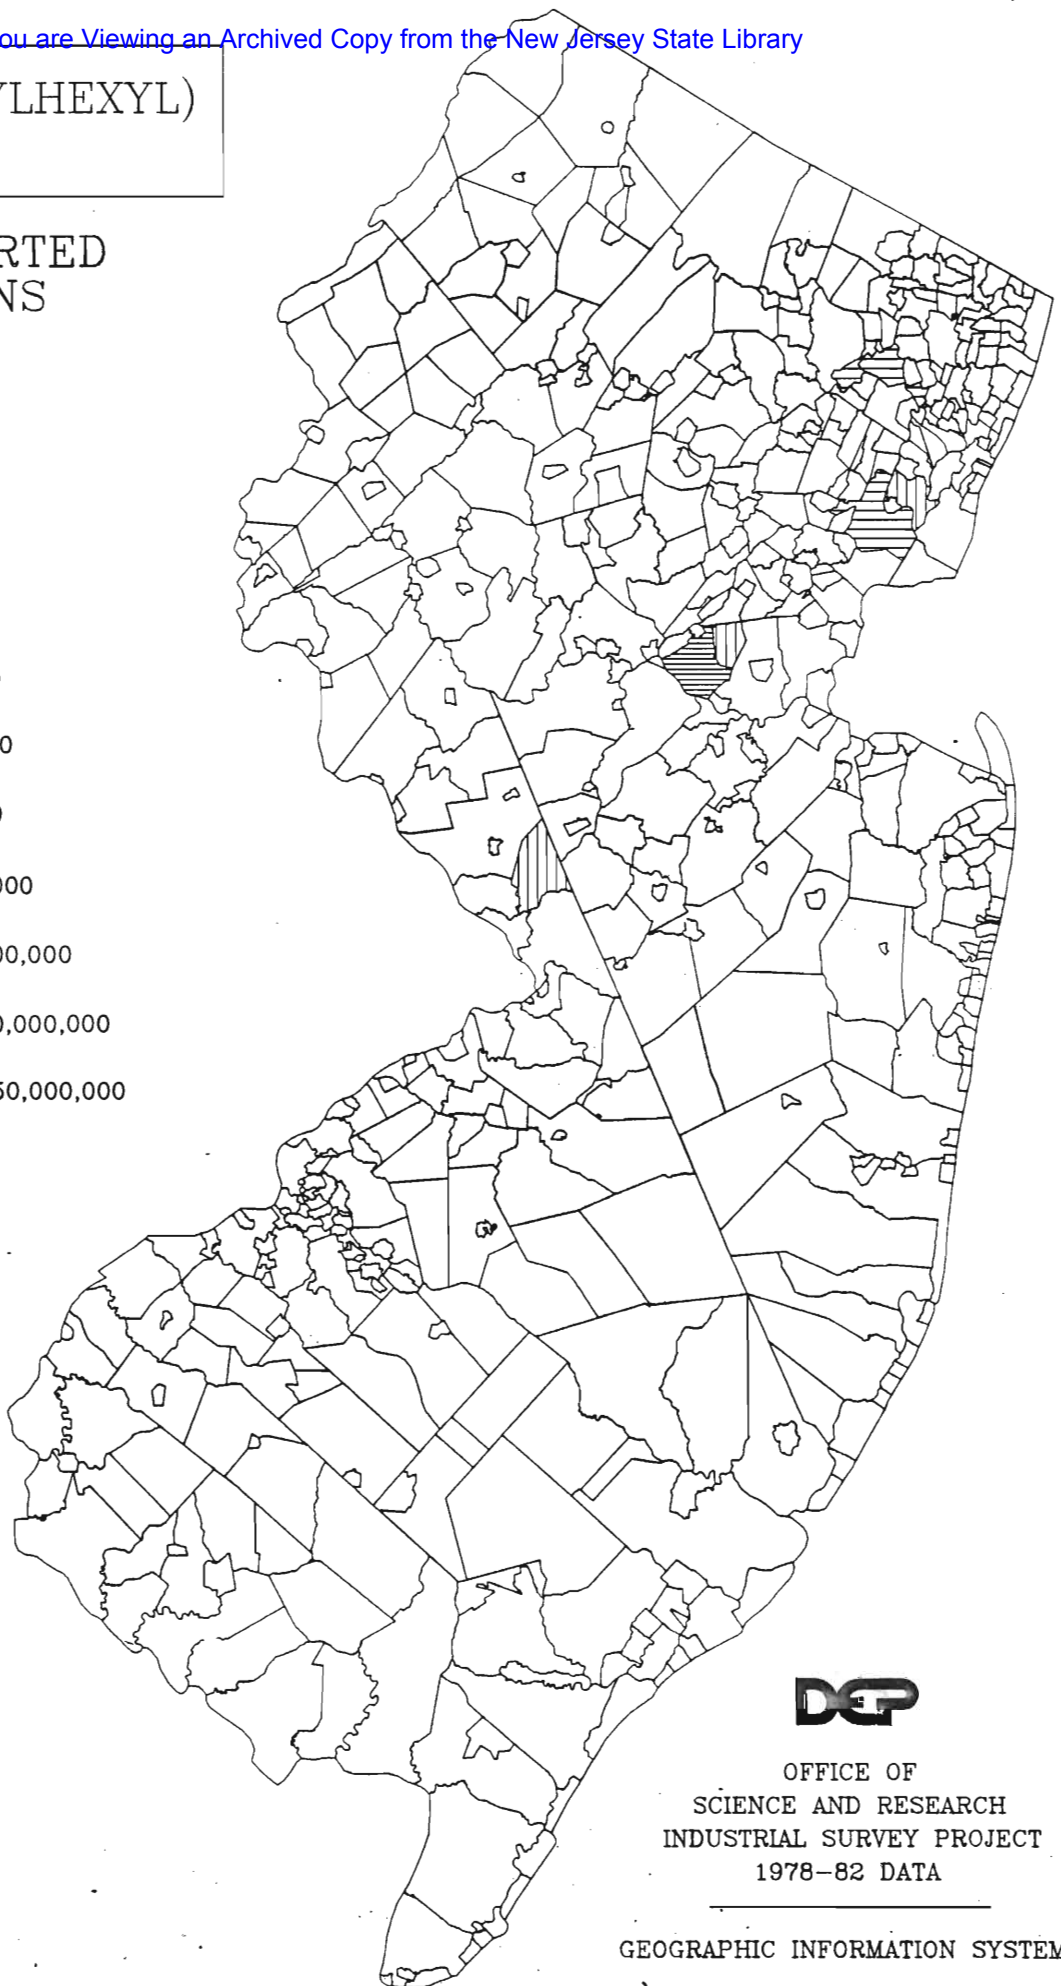 ou are Viewing an Archived Copy from the New Jersey State Library
YLHEXYL)
RTED
NS
0
0
000
00,000
0,000,000
50,000,000
DEP
OFFICE OF
SCIENCE AND RESEARCH
INDUSTRIAL SURVEY PROJECT
1978-82 DATA
GEOGRAPHIC INFORMATION SYSTEM